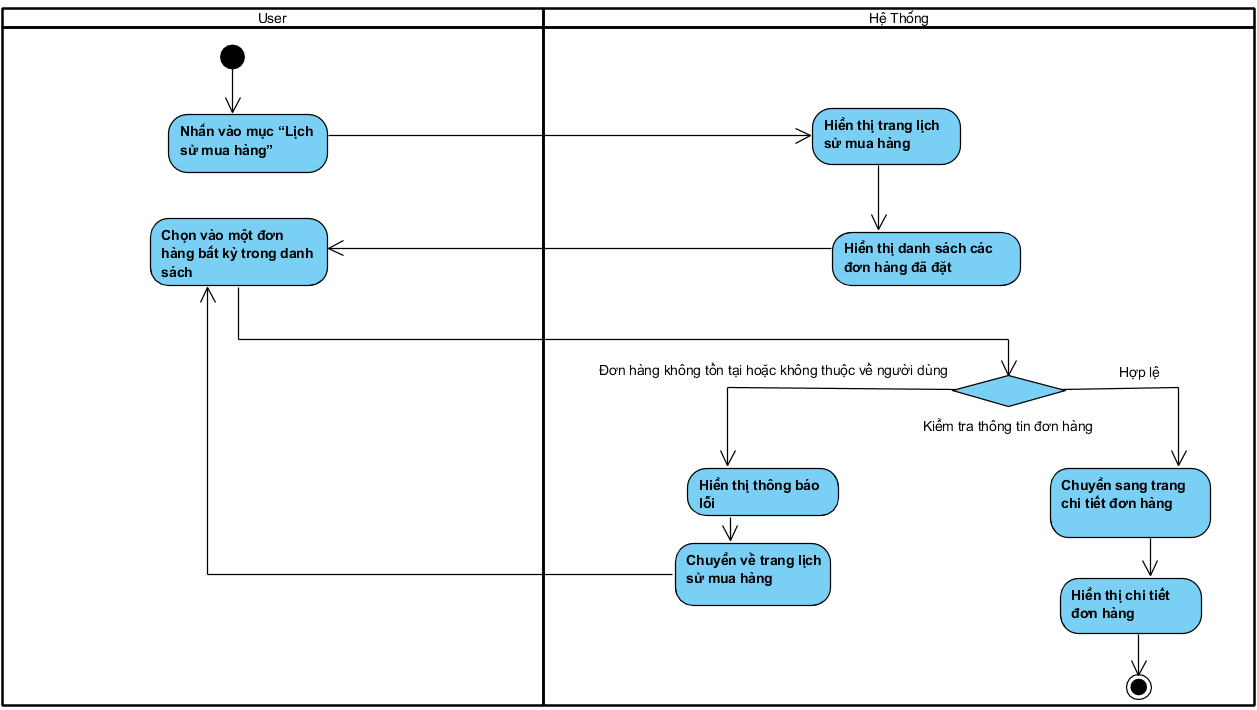 User
Hệ Thống
Nhấn vào mục “Lịch
sử mua hàng”
Hiển thị trang lịch
sử mua hàng
Chọn vào một đơn
hàng bất kỳ trong danh
sách
Hiển thị danh sách các
đơn hàng đã đặt
Đơn hàng không tồn tại hoặc không thuộc về người dùng
Hợp lệ
Kiểm tra thông tin đơn hàng
Hiển thị thông báo
lỗi
Chuyển sang trang
chi tiết đơn hàng
Chuyển về trang lịch
sử mua hàng
Hiển thị chi tiết
đơn hàng